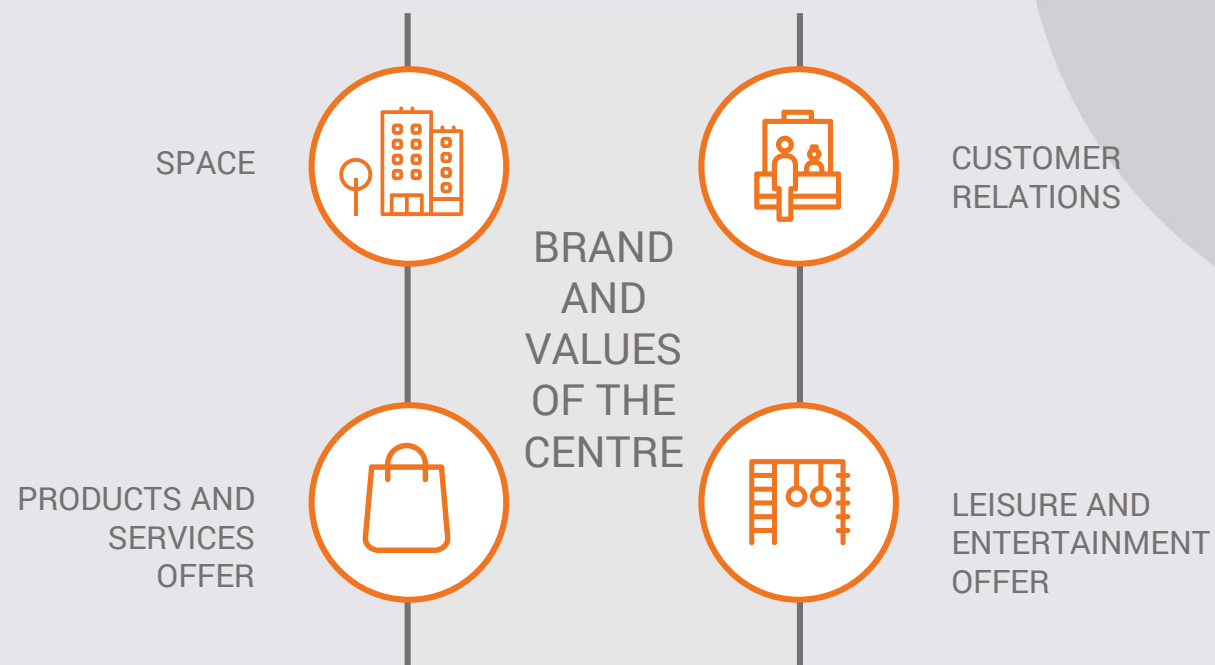 SPACE
CUSTOMER
RELATIONS
BRAND
AND
VALUES
OF THE
CENTRE
PRODUCTS AND
SERVICES
OFFER
LEISURE AND
ENTERTAINMENT
OFFER